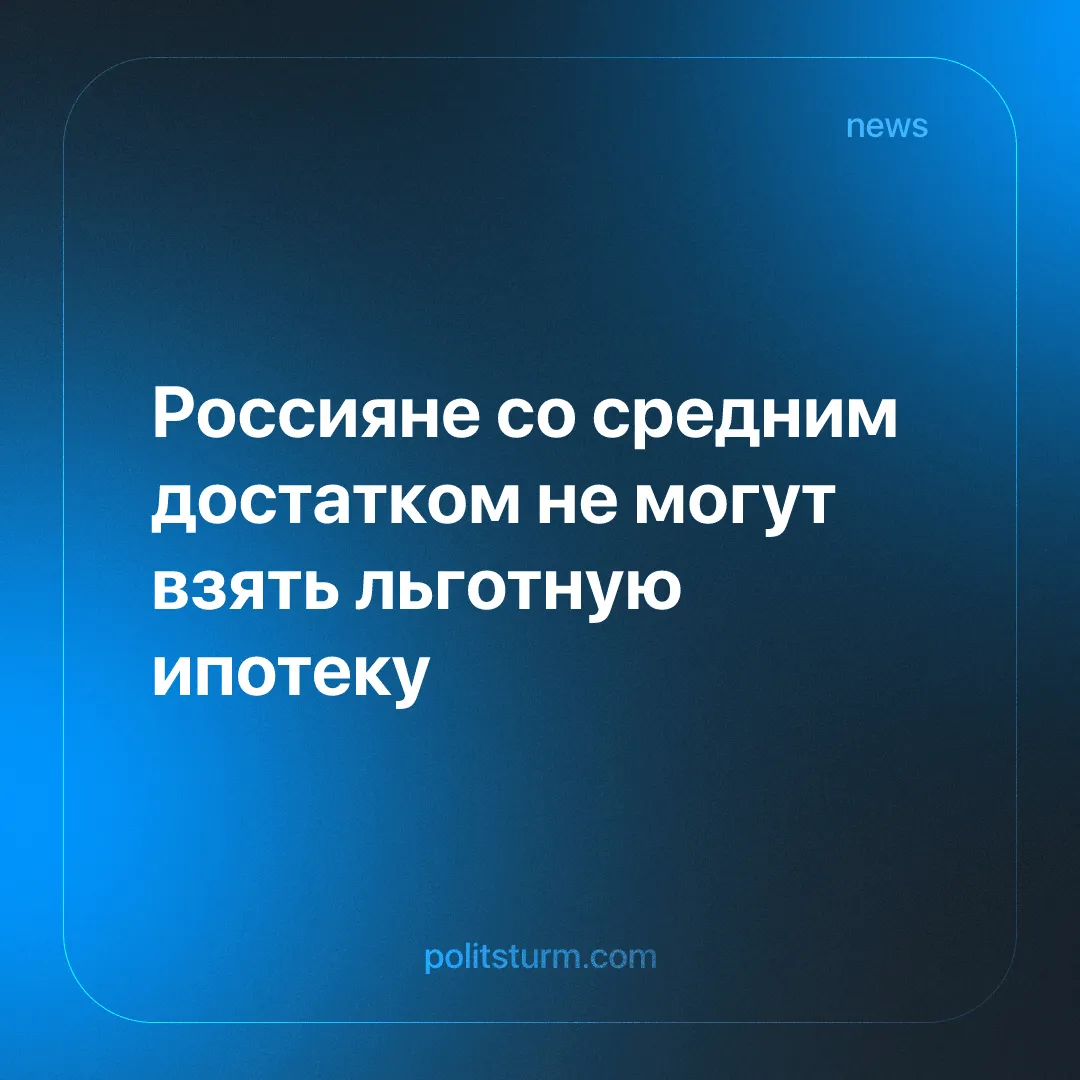 news
Россияне со средним
достатком не могут
взять льготную
ипотеку
politsturm.com